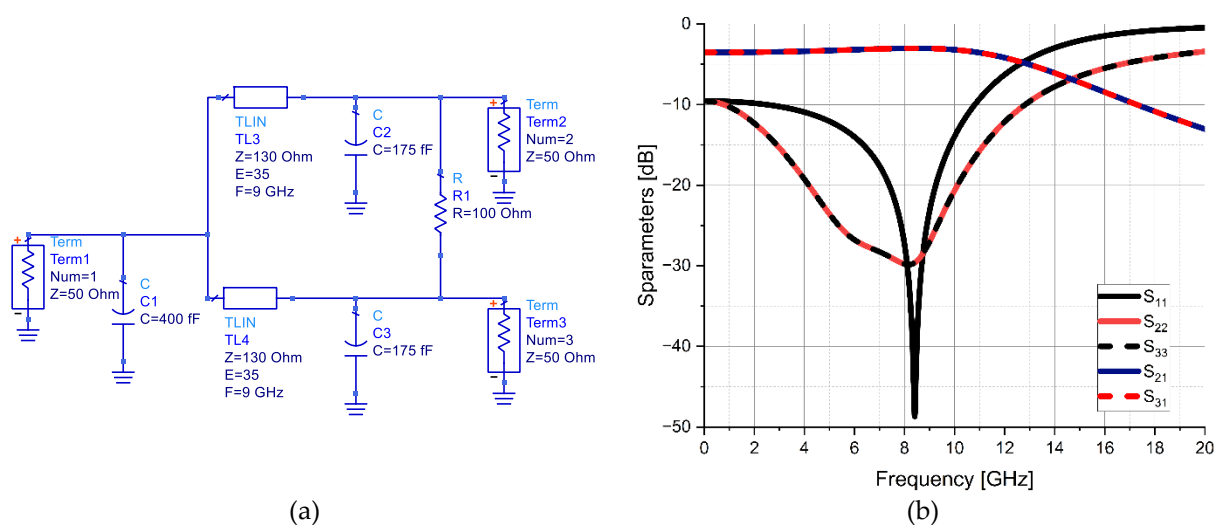 TLIN
TL3
Z=130 Ohm
E=35
F=9 GHz
C
C2
C=175 fF
Term
Term2
Num=2
Z=50 Ohm
R
R1
R=100 Ohm
Term
Term1
Num=1
Z=50 Ohm
C
C1
C=400 fF
TLIN
TL4
Z=130 Ohm
E=35
F=9 GHz
C
C3
C=175 fF
Term
Term3
Num=3
Z=50 Ohm
(a)
Sparameters [dB]
0
−10
−20
−30
−40
−50
0 2 4 6 8 10 12 14 16 18 20
Frequency [GHz]
S11
S22
S33
S21
S31
(b)